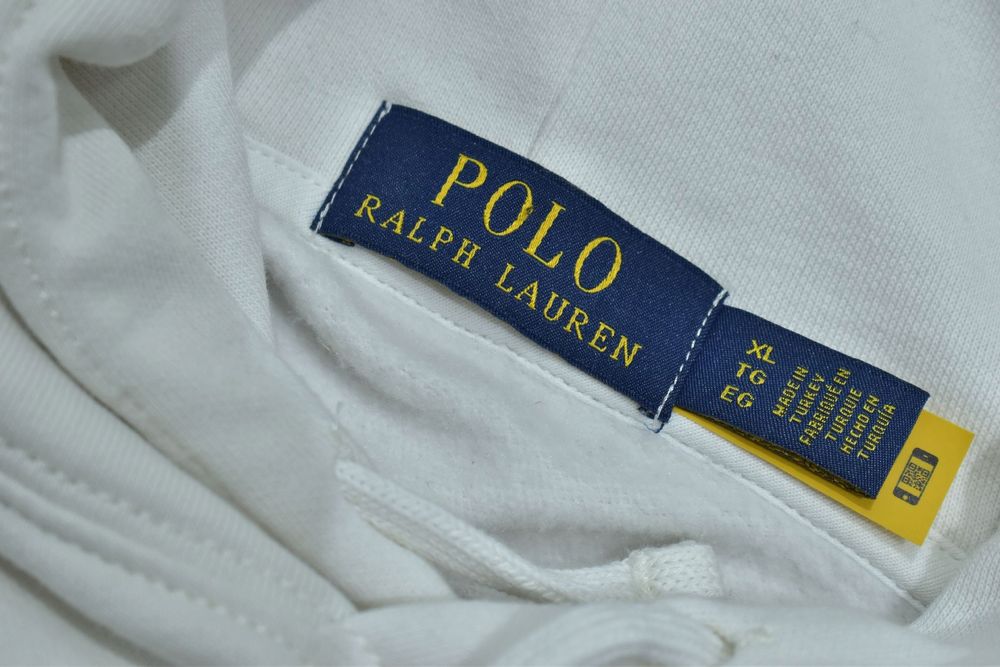 POLO
RALPH LAUREN
XL
TG
EG
MADE IN
TURKEY
FABRIQUÉ EN
TURQUIE
HECHO EN
TURQUÍA